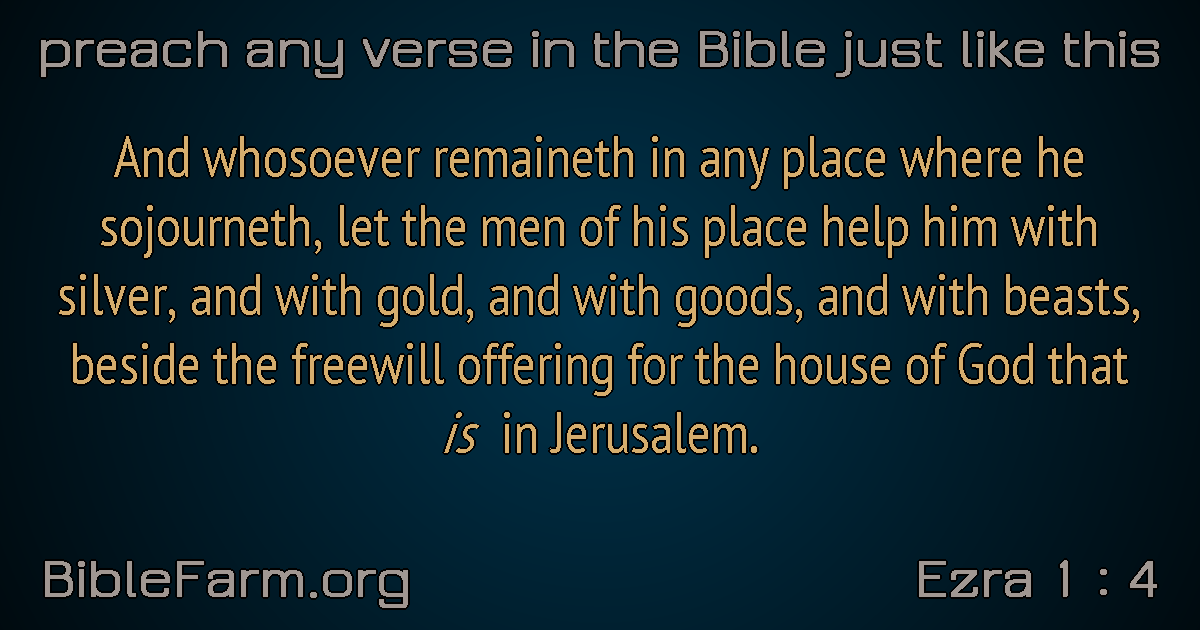 preach any verse in the Bible just like this
And whosoever remaineth in any place where he
sojourneth, let the men of his place help him with
silver, and with gold, and with goods, and with beasts,
beside the freewill offering for the house of God that
is in Jerusalem.
BibleFarm.org
Ezra 1 : 4